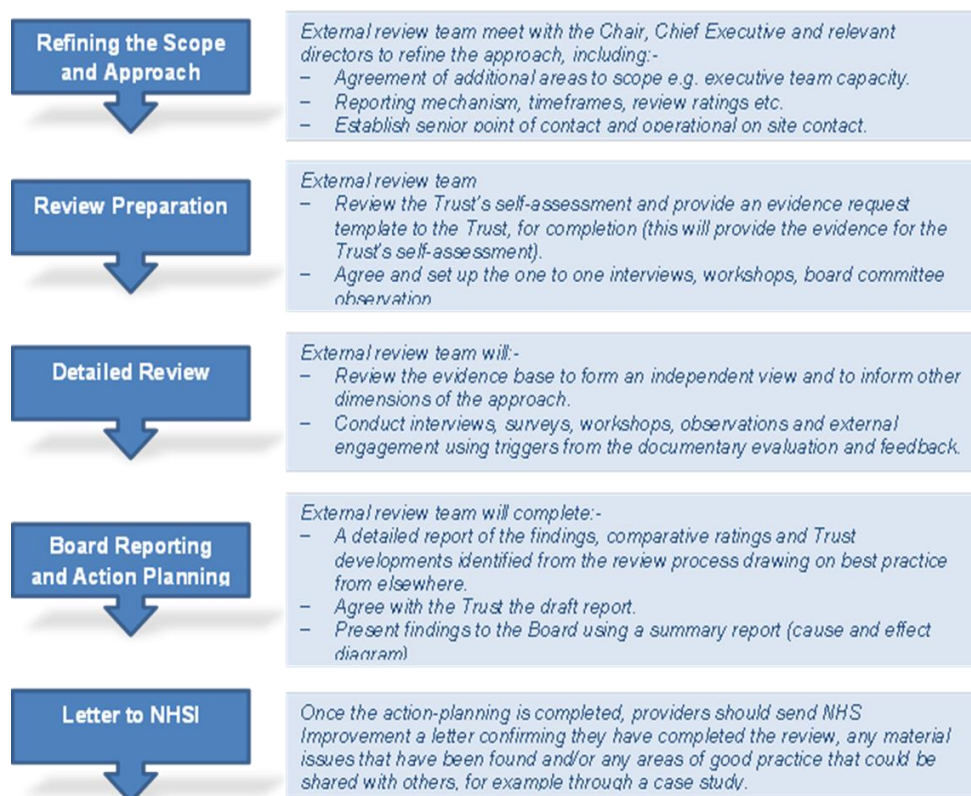 Refining the Scope
and Approach
External review team meet with the Chair, Chief Executive and relevant
directors to refine the approach, including:-
– Agreement of additional areas to scope e.g. executive team capacity.
– Reporting mechanism, timeframes, review ratings etc.
– Establish senior point of contact and operational on site contact.
Review Preparation
External review team
– Review the Trust's self-assessment and provide an evidence request
template to the Trust, for completion (this will provide the evidence for the
Trust's self-assessment).
– Agree and set up the one to one interviews, workshops, board committee
observation
Detailed Review
External review team will:-
– Review the evidence base to form an independent view and to inform other
dimensions of the approach.
– Conduct interviews, surveys, workshops, observations and external
engagement using triggers from the documentary evaluation and feedback.
Board Reporting
and Action Planning
External review team will complete:-
– A detailed report of the findings, comparative ratings and Trust
developments identified from the review process drawing on best practice
from elsewhere.
– Agree with the Trust the draft report.
– Present findings to the Board using a summary report (cause and effect
diagram)
Letter to NHSI
Once the action-planning is completed, providers should send NHS
Improvement a letter confirming they have completed the review, any material
issues that have been found and/or any areas of good practice that could be
shared with others, for example through a case study.